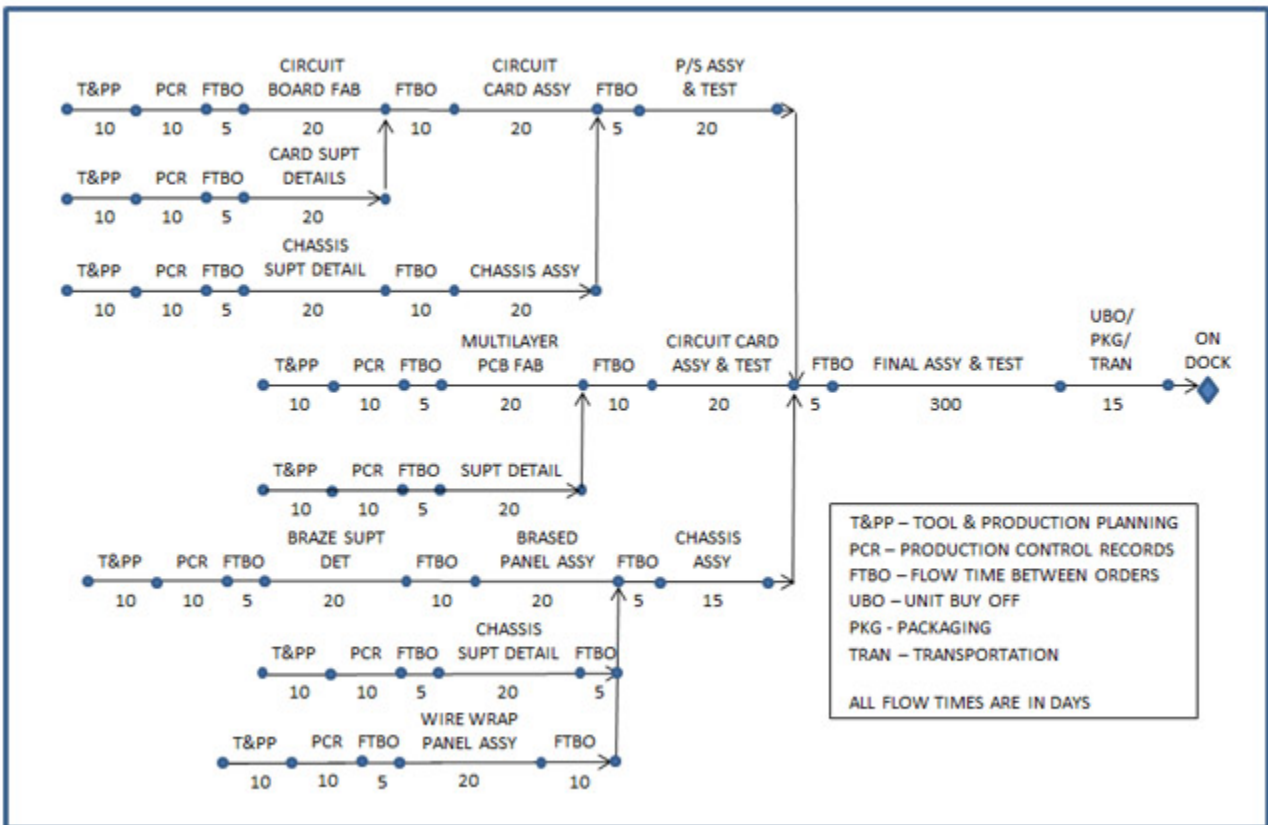 CIRCUIT
BOARD FAB
CIRCUIT
CARD ASSY
P/S ASSY
& TEST
T&PP PCR FTBO FTBO FTBO
10 10 5 20 10 20 5 20
CARD SUPT
DETAILS
T&PP PCR FTBO
10 10 5 20
CHASSIS
SUPT DETAIL
T&PP PCR FTBO FTBO CHASSIS ASSY
10 10 5 20 10 20
MULTILAYER
PCB FAB
CIRCUIT CARD
ASSY & TEST
UBO/
PKG/
TRAN
ON
DOCK
T&PP PCR FTBO FTBO FTBO FINAL ASSY & TEST
10 10 5 20 10 20 5 300 15
T&PP PCR FTBO SUPT DETAIL
10 10 5 20
BRAZE SUPT
DET
BRASED
PANEL ASSY
CHASSIS
ASSY
T&PP PCR FTBO FTBO FTBO
10 10 5 20 10 20 5 15
CHASSIS
SUPT DETAIL
T&PP PCR FTBO FTBO
10 10 5 20 5
WIRE WRAP
PANEL ASSY
T&PP PCR FTBO FTBO
10 10 5 20 10
T&PP – TOOL & PRODUCTION PLANNING
PCR – PRODUCTION CONTROL RECORDS
FTBO – FLOW TIME BETWEEN ORDERS
UBO – UNIT BUY OFF
PKG - PACKAGING
TRAN – TRANSPORTATION
ALL FLOW TIMES ARE IN DAYS